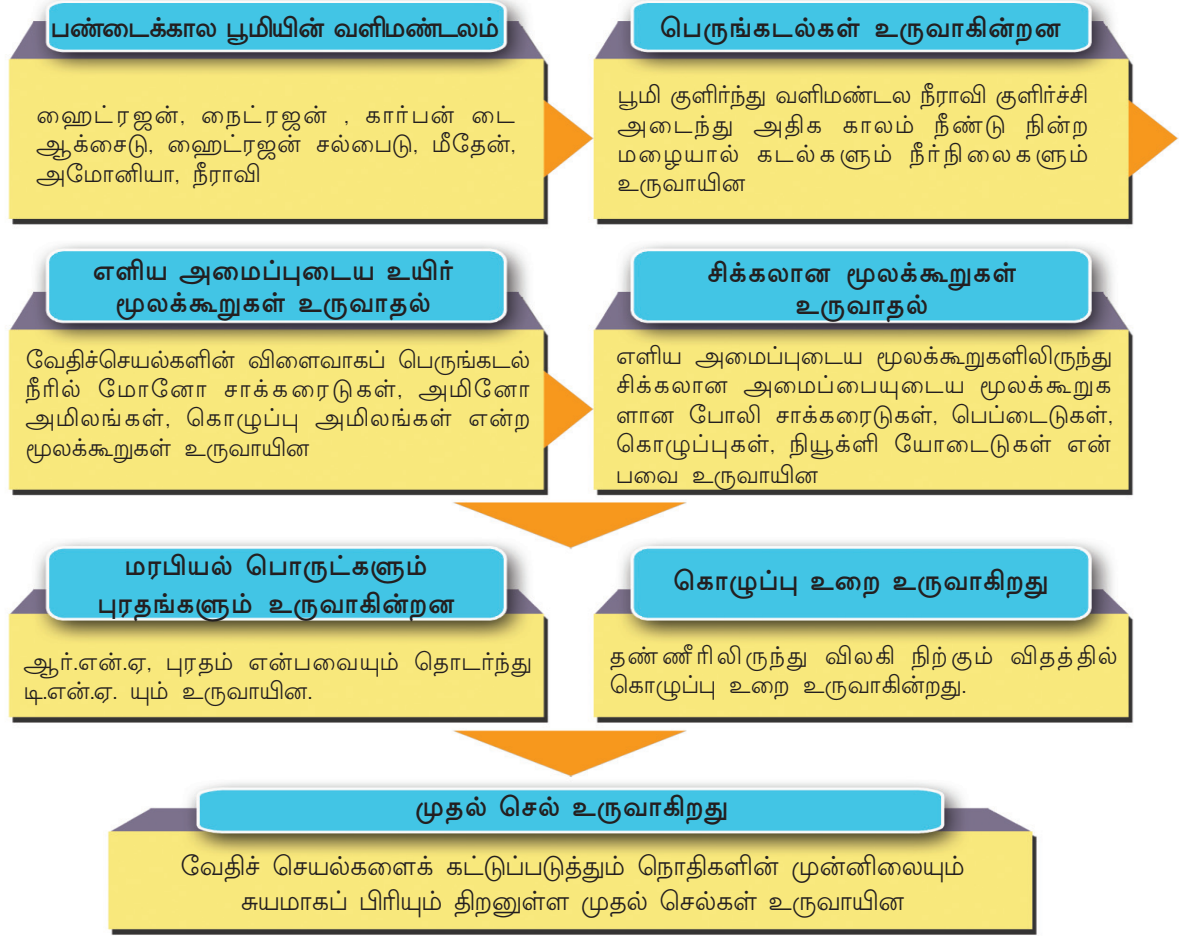 பண்டைக்கால பூமியின் வளிமண்டலம்
ஹைட்ரஜன், நைட்ரஜன் , கார்பன் டை
ஆக்சைடு, ஹைட்ரஜன் சல்பைடு, மீதேன்,
அமோனியா, நீராவி
பெருங்கடல்கள் உருவாகின்றன
பூமி குளிர்ந்து வளிமண்டல நீராவி குளிர்ச்சி
அடைந்து அதிக காலம் நீண்டு நின்ற
மழையால் கடல்களும் நீர்நிலைகளும்
உருவாயின
எளிய அமைப்புடைய உயிர்
மூலக்கூறுகள் உருவாதல்
வேதிச்செயல்களின் விளைவாகப் பெருங்கடல்
நீரில் மோனோ சாக்கரைடுகள், அமினோ
அமிலங்கள், கொழுப்பு அமிலங்கள் என்ற
மூலக்கூறுகள் உருவாயின
சிக்கலான மூலக்கூறுகள்
உருவாதல்
எளிய அமைப்புடைய மூலக்கூறுகளிலிருந்து
சிக்கலான அமைப்பையுடைய மூலக்கூறுக
ளான போலி சாக்கரைடுகள், பெப்டைடுகள்,
கொழுப்புகள், நியூக்ளி யோடைடுகள் என்
பவை உருவாயின
மரபியல் பொருட்களும்
புரதங்களும் உருவாகின்றன
ஆர்.என்.ஏ, புரதம் என்பவையும் தொடர்ந்து
டி.என்.ஏ. யும் உருவாயின.
கொழுப்பு உறை உருவாகிறது
தண்ணீரிலிருந்து விலகி நிற்கும் விதத்தில்
கொழுப்பு உறை உருவாகின்றது.
முதல் செல் உருவாகிறது
வேதிச் செயல்களைக் கட்டுப்படுத்தும் நொதிகளின் முன்னிலையும்
சுயமாகப் பிரியும் திறனுள்ள முதல் செல்கள் உருவாயின